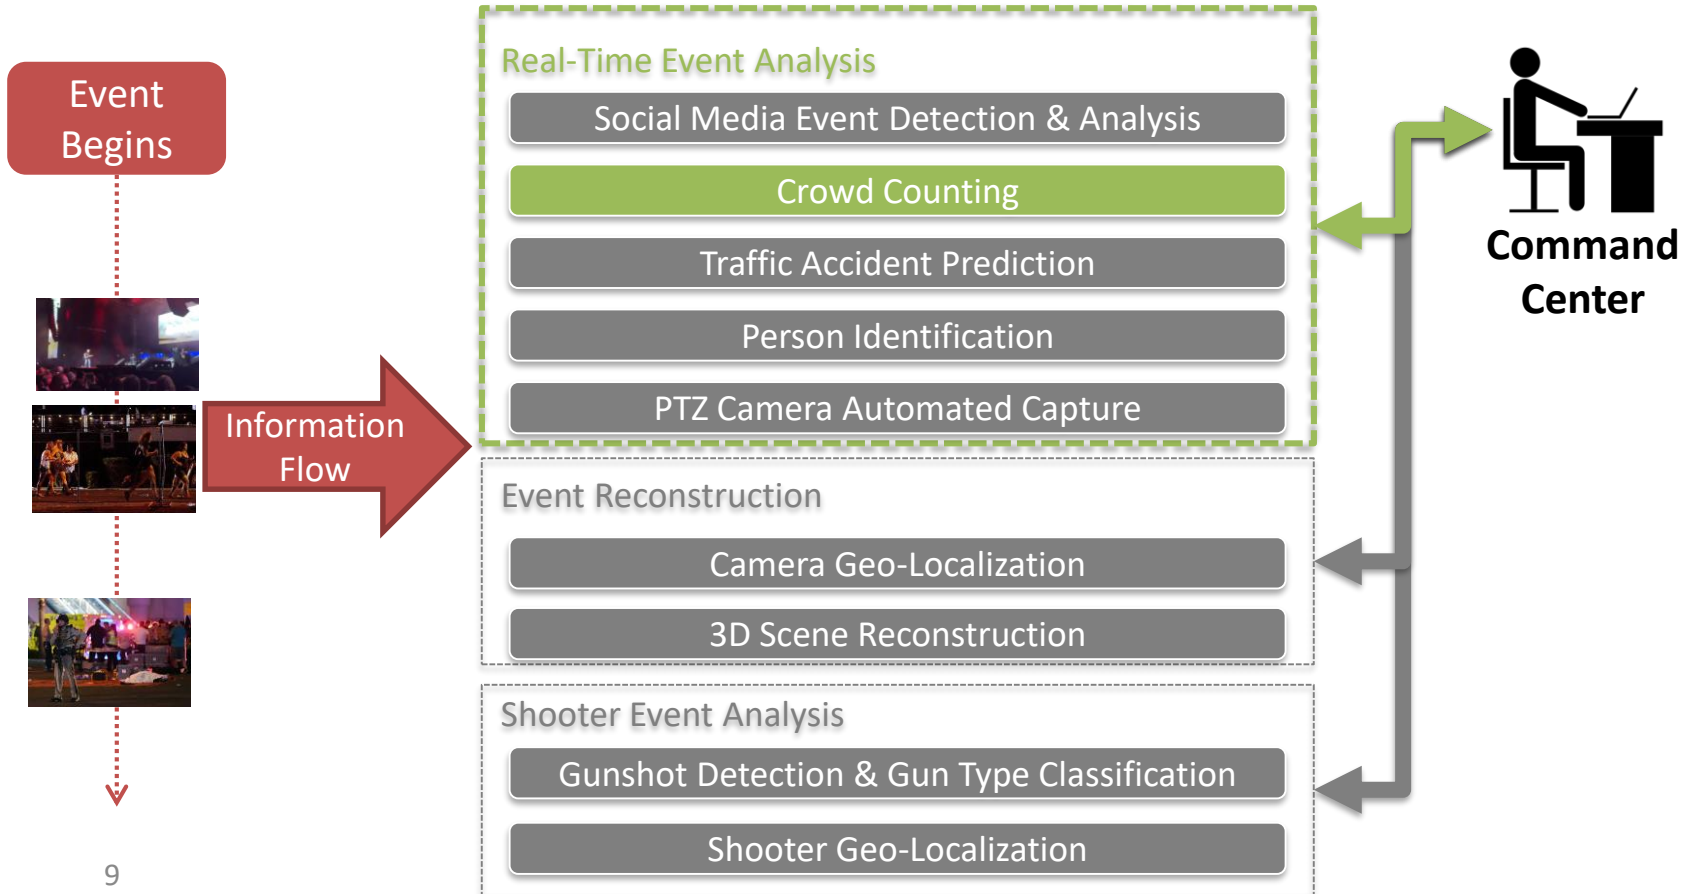 Event
Begins
Information
Flow
Real-Time Event Analysis
Social Media Event Detection & Analysis
Crowd Counting
Traffic Accident Prediction
Person Identification
PTZ Camera Automated Capture
Event Reconstruction
Camera Geo-Localization
3D Scene Reconstruction
Shooter Event Analysis
Gunshot Detection & Gun Type Classification
Shooter Geo-Localization
Command
Center
9